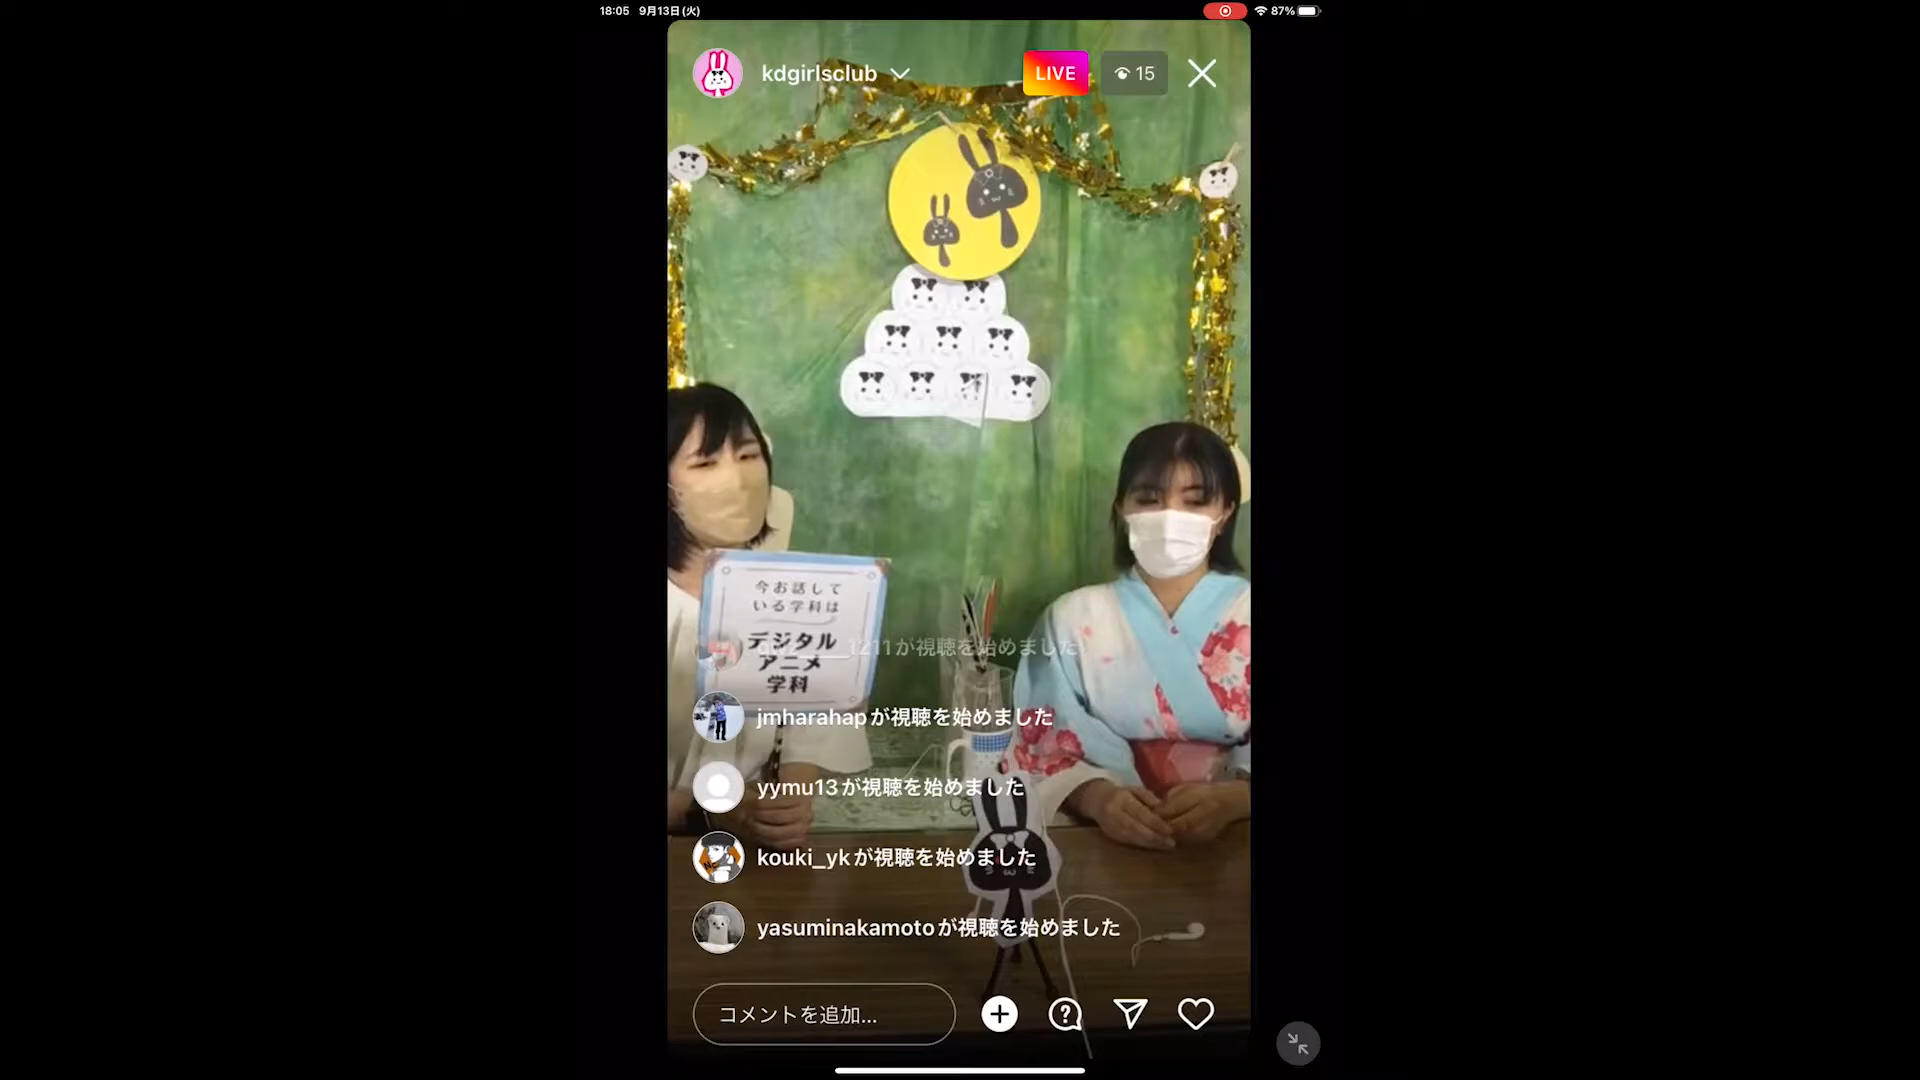 18:05 9月13日(火)
87%
kdgirlsclub
LIVE
15
今お話して
いる学科は
デジタル
アニメ
学科
1211が視聴を始めました
jmharahapが視聴を始めました
yymu13が視聴を始めました
kouki_ykが視聴を始めました
yasuminakamotoが視聴を始めました
コメントを追加...